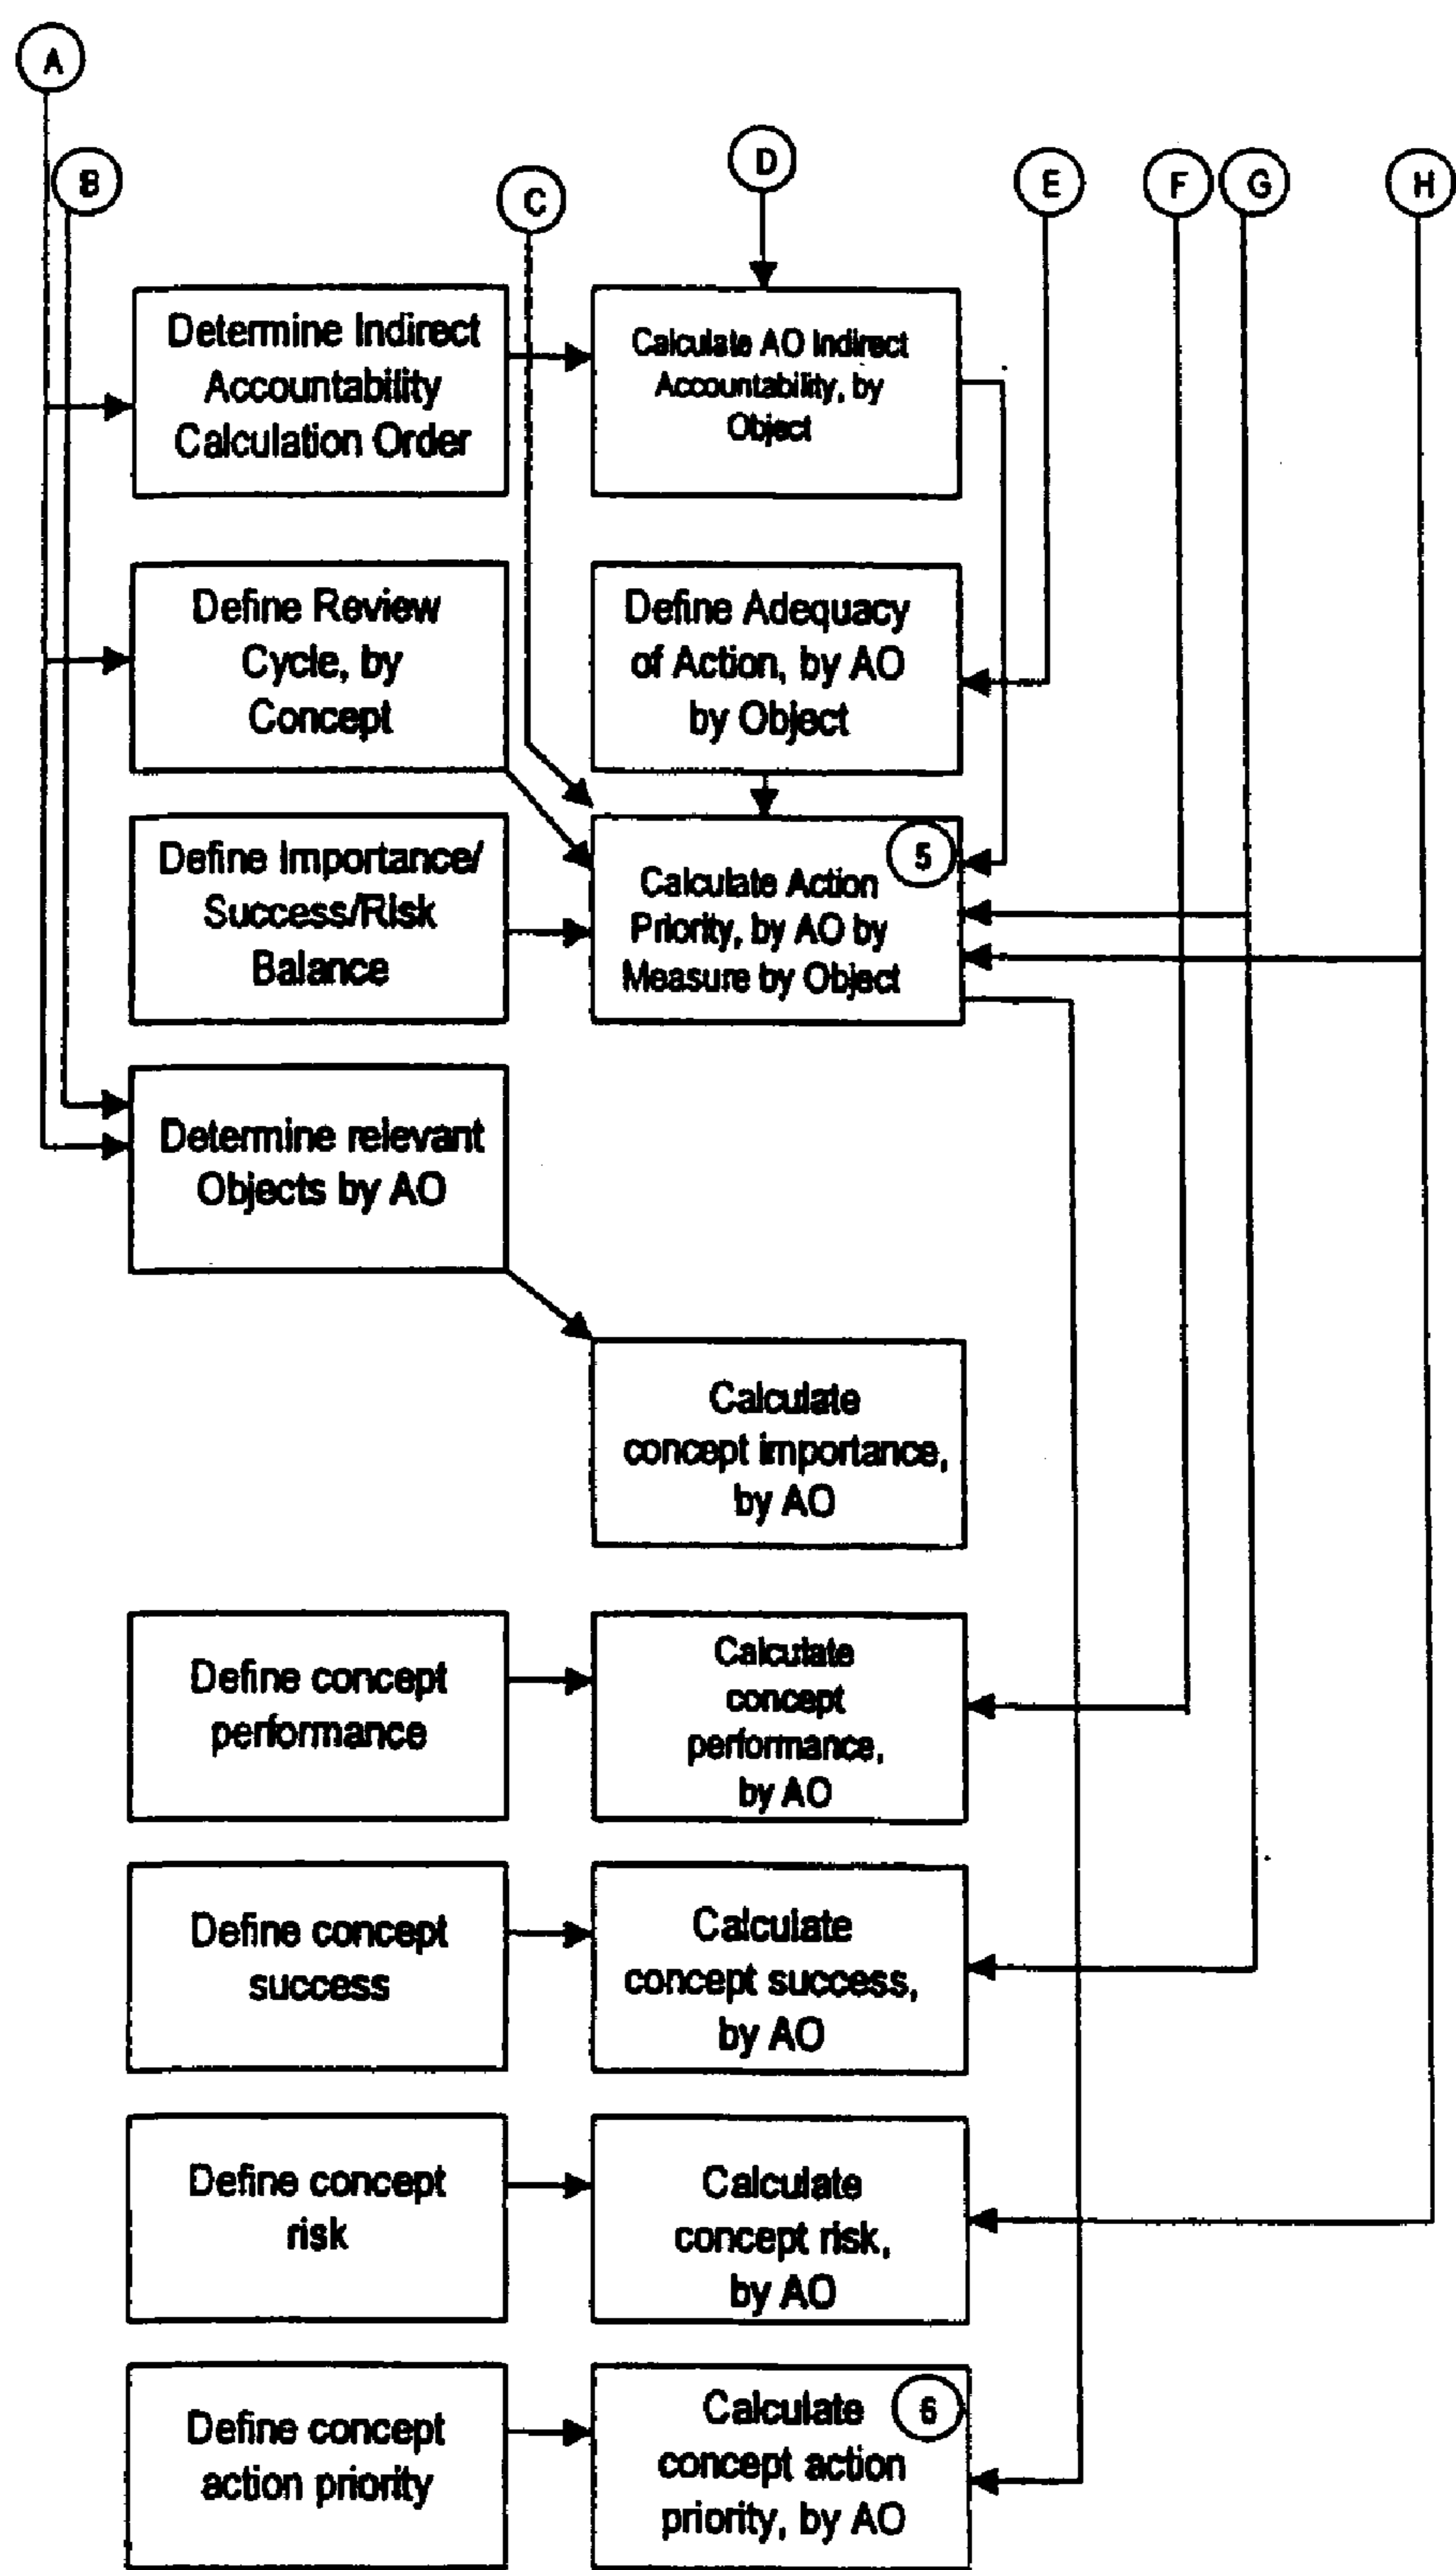 A
B
C
D
E
F
G
H
Determine Indirect
Accountability
Calculation Order
Calculate AO Indirect
Accountability, by
Object
Define Review
Cycle, by
Concept
Define Adequacy
of Action, by AO
by Object
Define Importance/
Success/Risk
Balance
5
Calculate Action
Priority, by AO by
Measure by Object
Determine relevant
Objects by AO
Calculate
concept importance,
by AO
Define concept
performance
Calculate
concept
performance,
by AO
Define concept
success
Calculate
concept success,
by AO
Define concept
risk
Calculate
concept risk,
by AO
Define concept
action priority
6
Calculate
concept action
priority, by AO